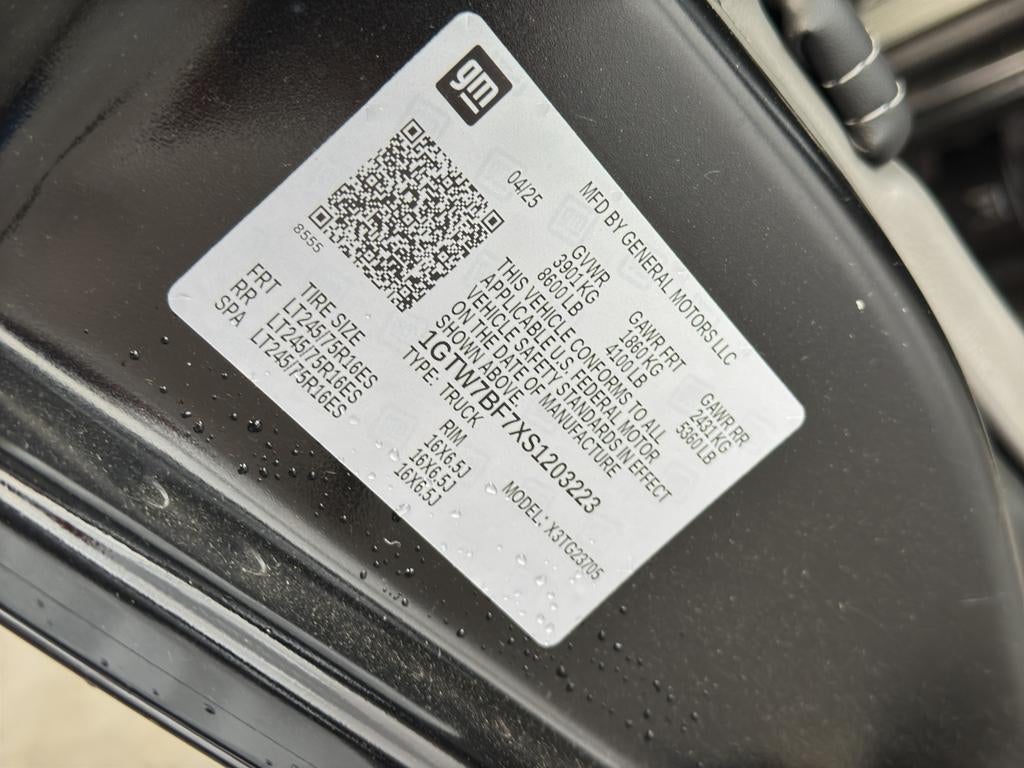 gm
04/25
MFD BY GENERAL MOTORS LLC
GVWR GAWR FRT GAWR RR
3901 KG 1860 KG 2431 KG
8600 LB 4100 LB 5360 LB
THIS VEHICLE CONFORMS TO ALL
APPLICABLE U.S. FEDERAL MOTOR
VEHICLE SAFETY STANDARDS IN EFFECT
ON THE DATE OF MANUFACTURE
SHOWN ABOVE.
1GTW7BF7XS1203223
TYPE: TRUCK MODEL: X3TG23705
8555
TIRE SIZE RIM
FRT LT245/75R16ES 16X6.5J
RR LT245/75R16ES 16X6.5J
SPA LT245/75R16ES 16X6.5J